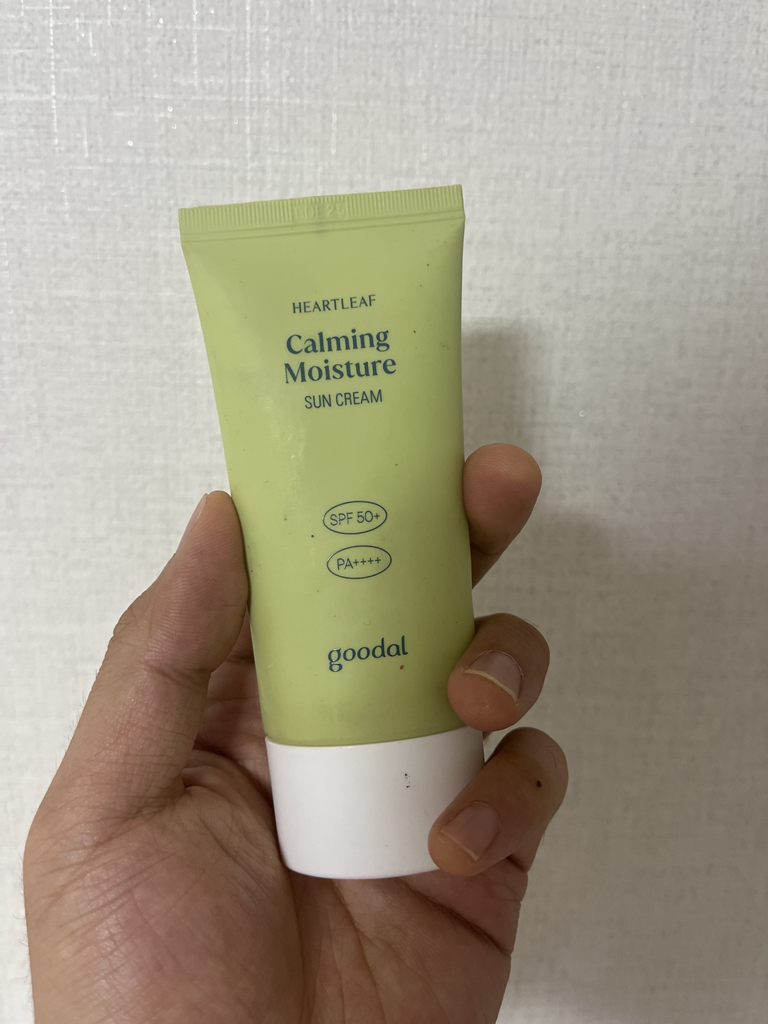 HEARTLEAF
Calming
Moisture
SUN CREAM
SPF 50+
PA++++
goodal